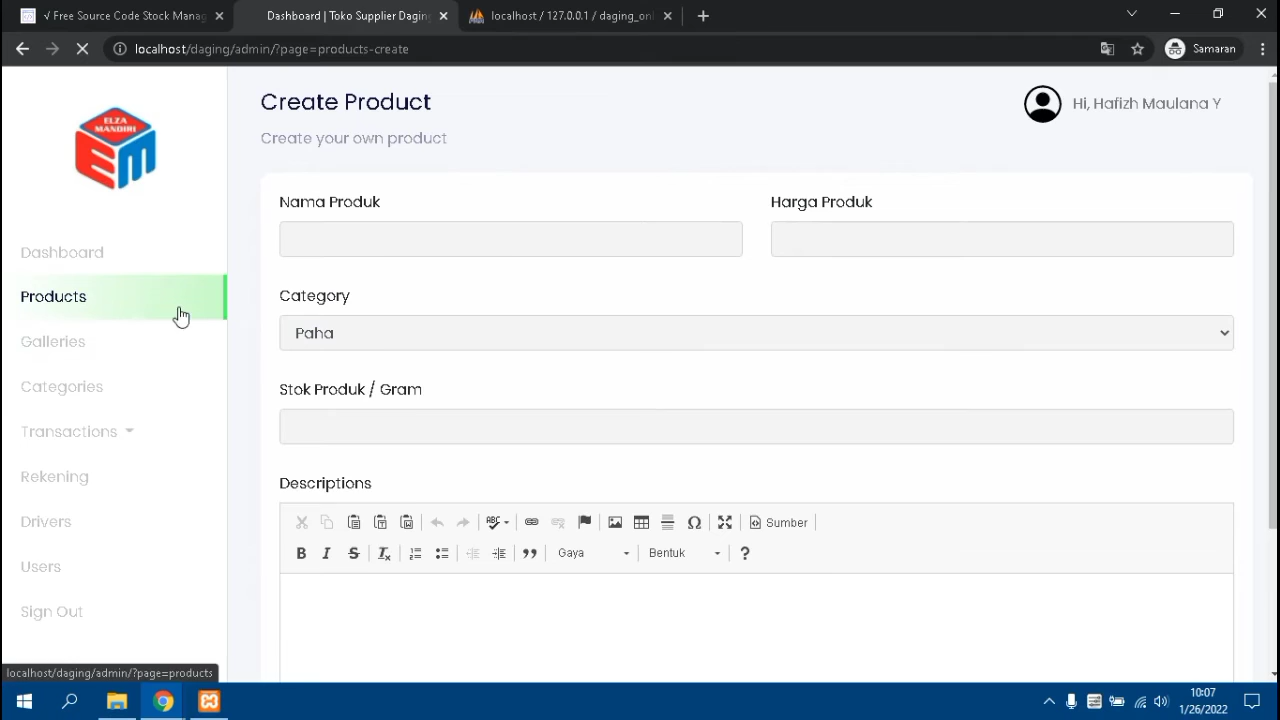 √ Free Source Code Stock Manag
Dashboard | Toko Supplier Daging
localhost / 127.0.0.1 / daging_onl
localhost/daging/admin/?page=products-create
Samaran
ELZA
MANDIRI
EM
Create Product
Hi, Hafizh Maulana Y
Create your own product
Nama Produk
Harga Produk
Dashboard
Products
Category
Paha
Galleries
Categories
Stok Produk / Gram
Transactions
Rekening
Descriptions
Sumber
Drivers
Gaya
Bentuk
Users
Sign Out
localhost/daging/admin/?page=products
10:07
1/26/2022